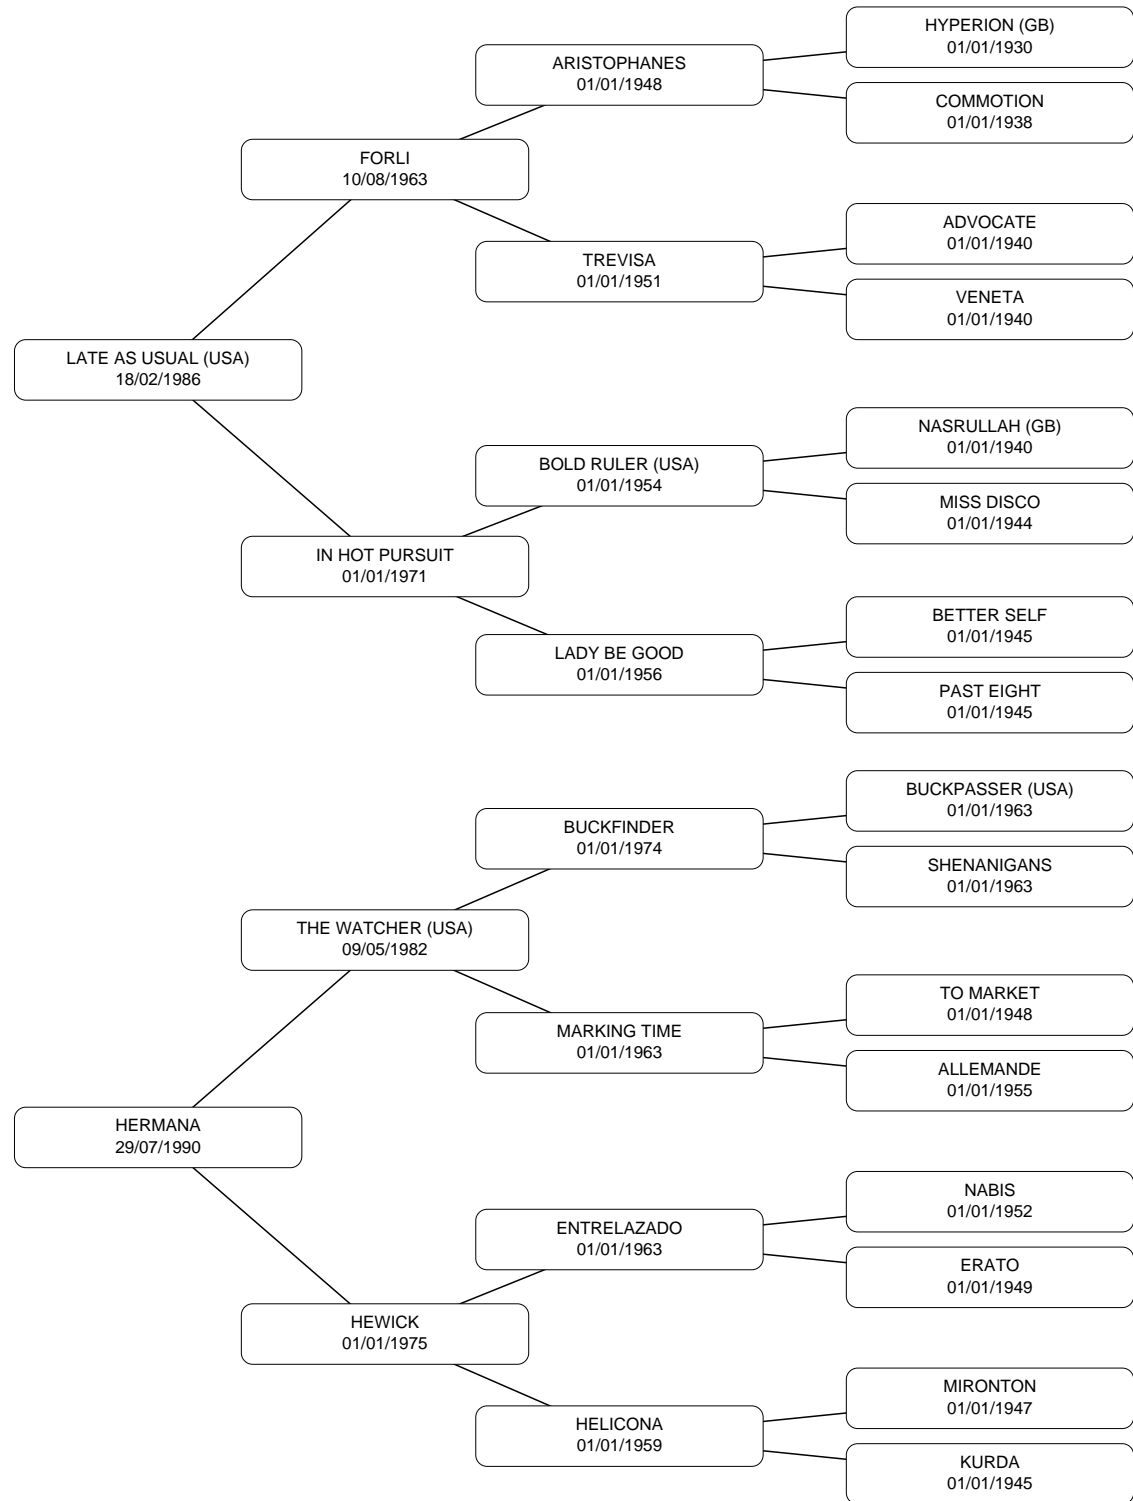 HYPERION (GB)
01/01/1930
ARISTOPHANES
01/01/1948
COMMOTION
01/01/1938
FORLI
10/08/1963
ADVOCATE
01/01/1940
TREVISA
01/01/1951
VENETA
01/01/1940
LATE AS USUAL (USA)
18/02/1986
NASRULLAH (GB)
01/01/1940
BOLD RULER (USA)
01/01/1954
MISS DISCO
01/01/1944
IN HOT PURSUIT
01/01/1971
BETTER SELF
01/01/1945
LADY BE GOOD
01/01/1956
PAST EIGHT
01/01/1945
BUCKPASSER (USA)
01/01/1963
BUCKFINDER
01/01/1974
SHENANIGANS
01/01/1963
THE WATCHER (USA)
09/05/1982
TO MARKET
01/01/1948
MARKING TIME
01/01/1963
ALLEMANDE
01/01/1955
HERMANA
29/07/1990
NABIS
01/01/1952
ENTRELAZADO
01/01/1963
ERATO
01/01/1949
HEWICK
01/01/1975
MIRONTON
01/01/1947
HELICONA
01/01/1959
KURDA
01/01/1945